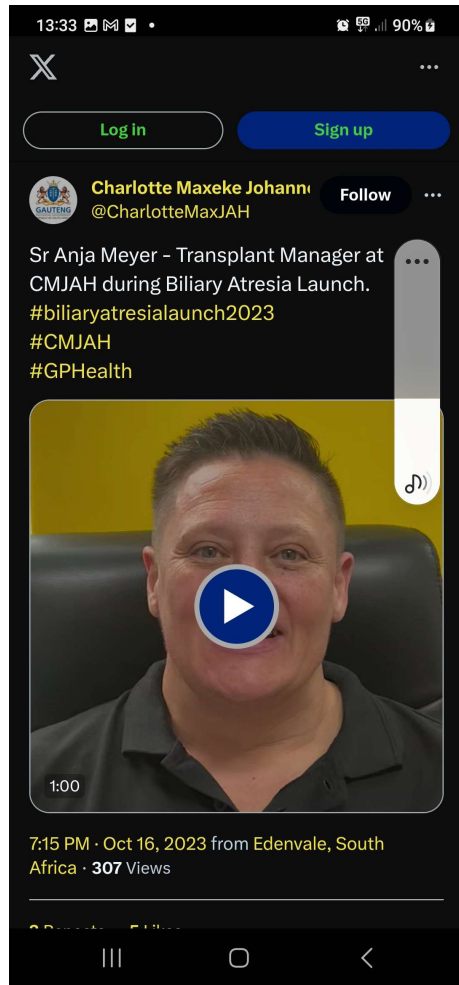 13:33
5G
90%
Log in
Sign up
GAUTENG
Charlotte Maxeke Johann
@CharlotteMaxJAH
Follow
Sr Anja Meyer - Transplant Manager at
CMJAH during Biliary Atresia Launch.
#biliaryatresialaunch2023
#CMJAH
#GPHealth
1:00
7:15 PM · Oct 16, 2023 from Edenvale, South
Africa · 307 Views